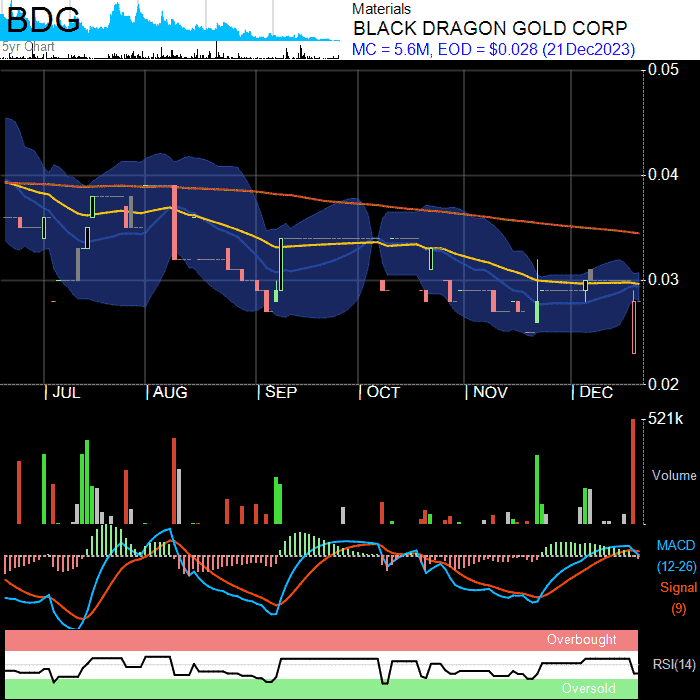 BDG
5yr Chart
Materials
BLACK DRAGON GOLD CORP
MC = 5.6M, EOD = $0.028 (21Dec2023)
0.05
0.04
0.03
0.02
JUL AUG SEP OCT NOV DEC
521k
Volume
MACD
(12-26)
Signal
(9)
Overbought
RSI(14)
Oversold